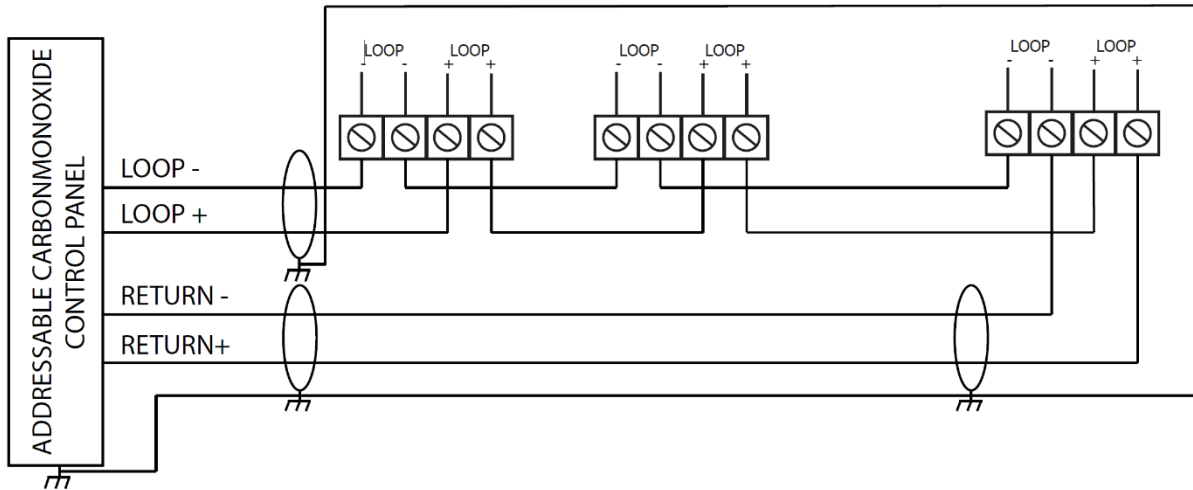 ADDRESSABLE CARBONMONOXIDE
CONTROL PANEL
LOOP -
LOOP +
RETURN -
RETURN+
LOOP LOOP
- - + +
LOOP LOOP
- - + +
LOOP LOOP
- - + +